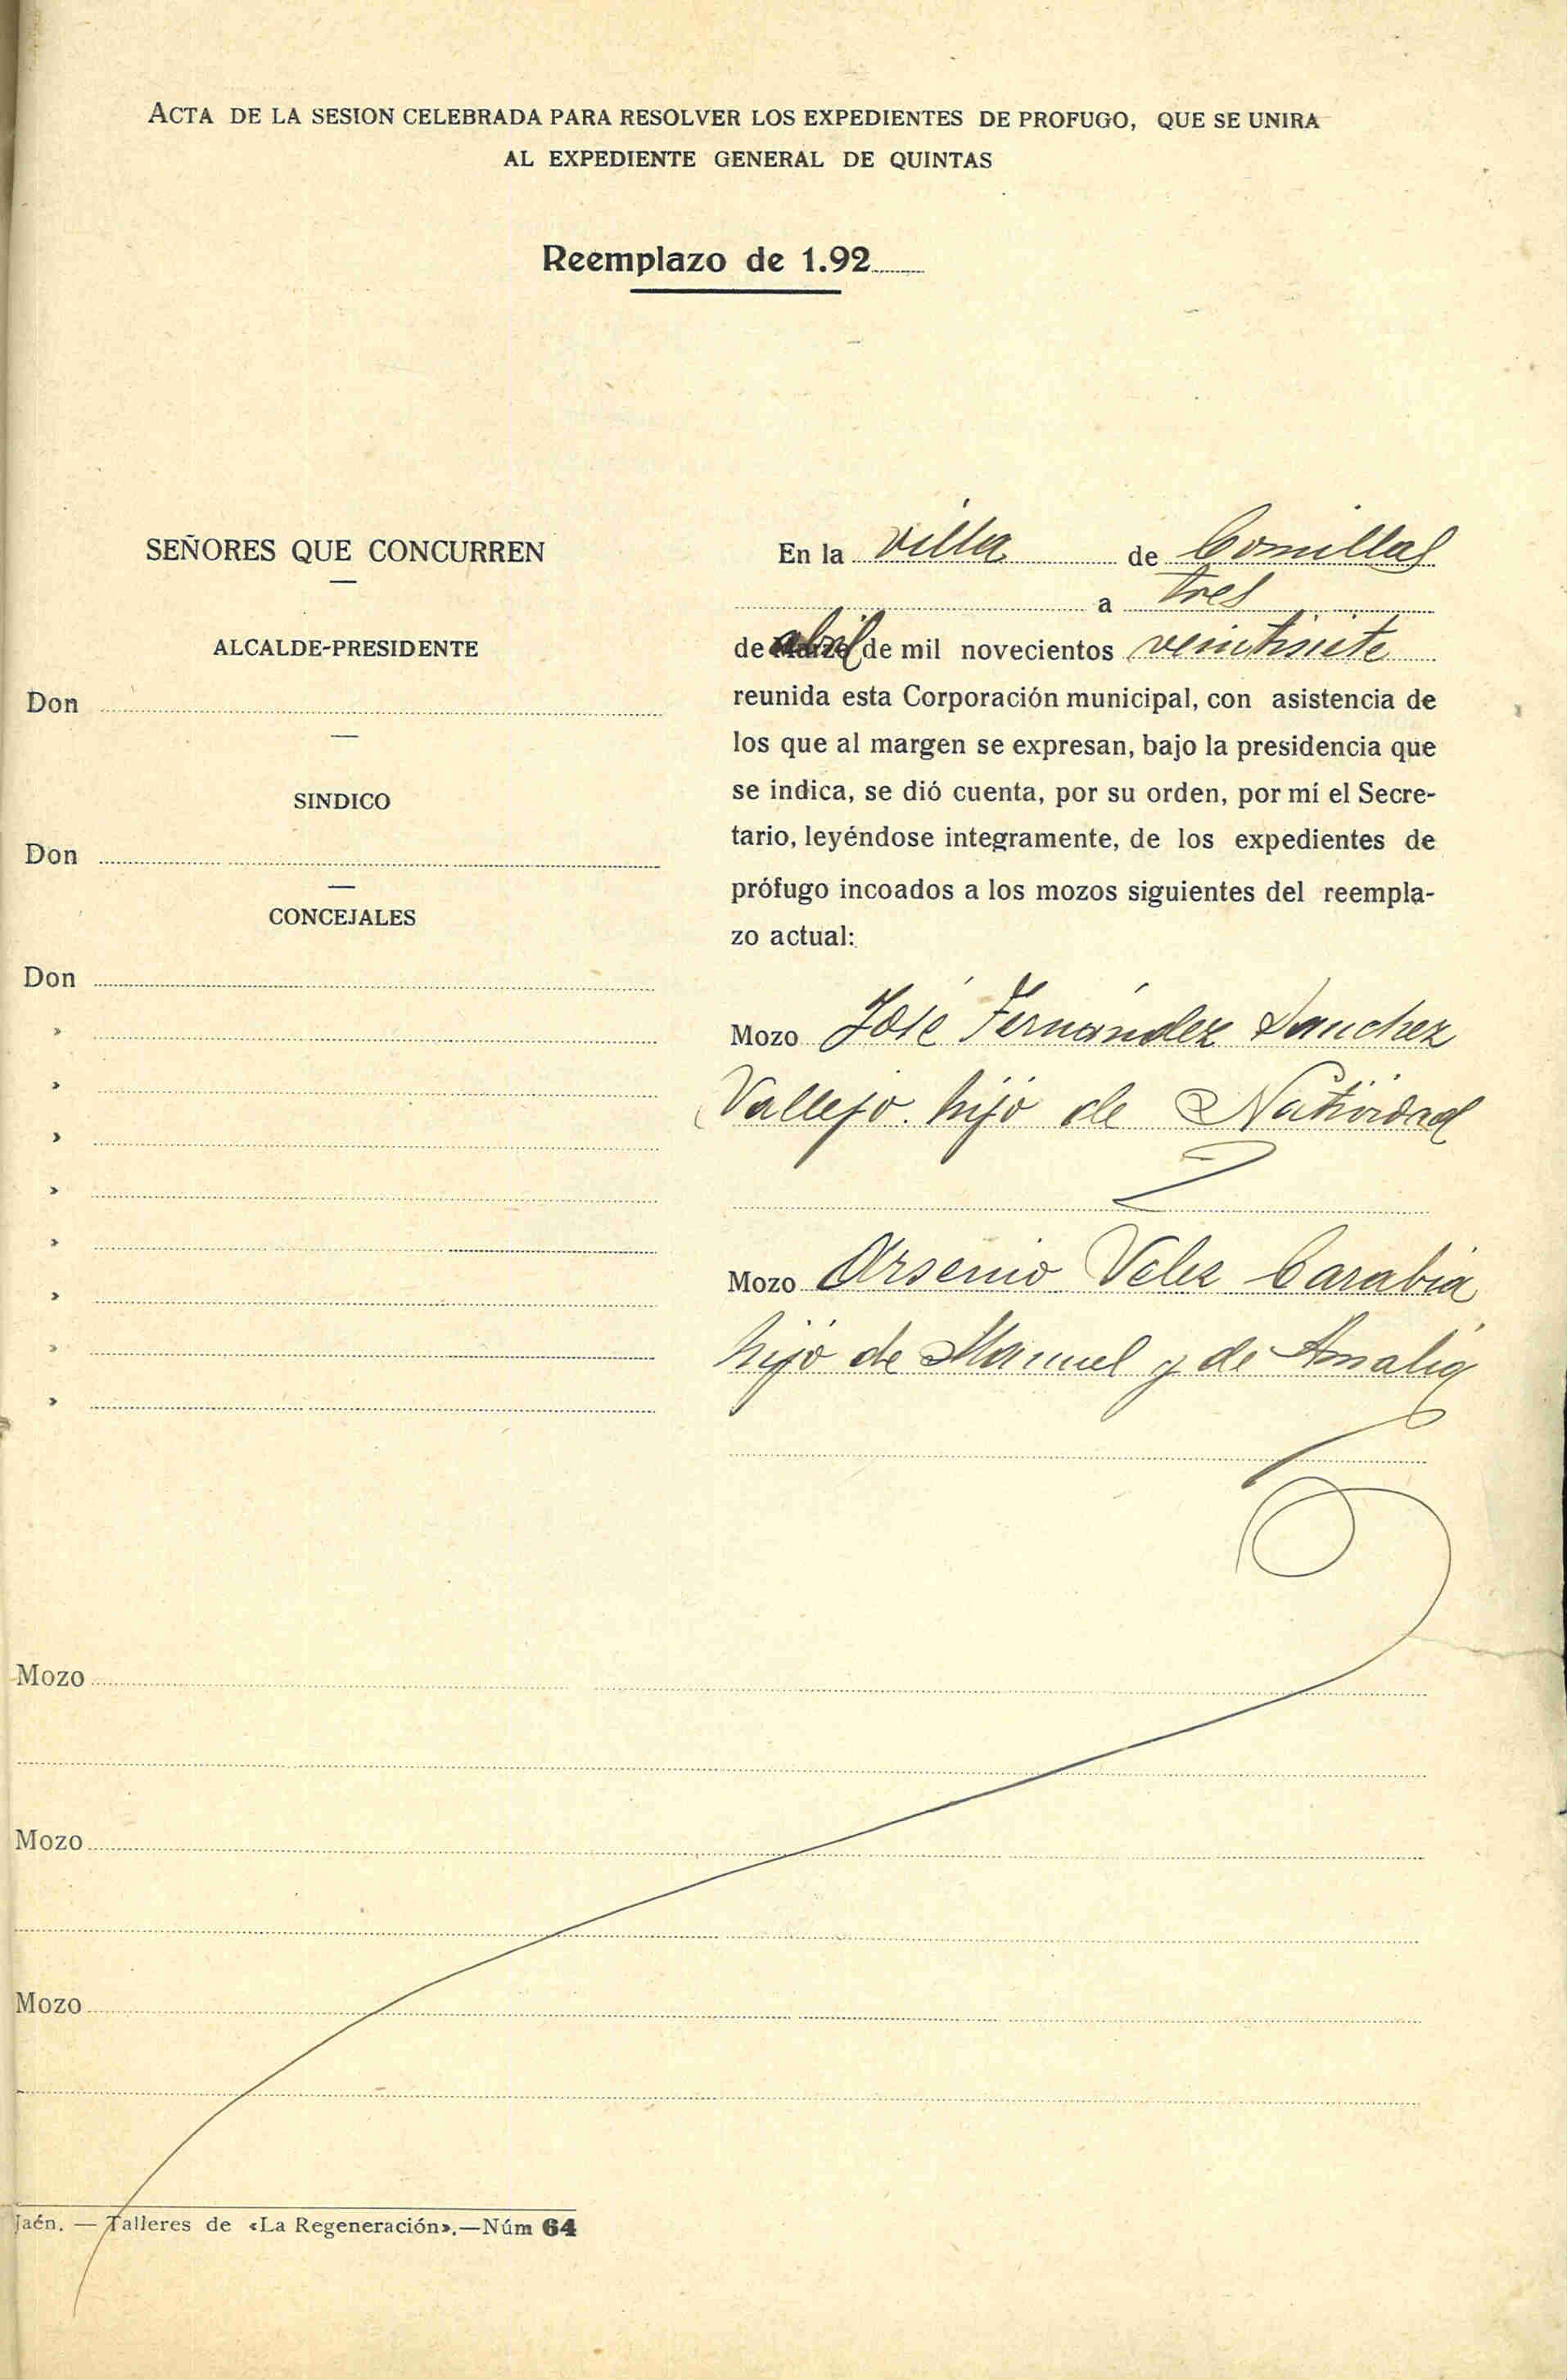 ACTA DE LA SESION CELEBRADA PARA RESOLVER LOS EXPEDIENTES DE PROFUGO, QUE SE UNIRA
AL EXPEDIENTE GENERAL DE QUINTAS
Reemplazo de 1.92
SEÑORES QUE CONCURREN
ALCALDE-PRESIDENTE
Don
SINDICO
Don
CONCEJALES
Don
»
»
»
»
»
»
»
»
En la villa de Comillas
a tres
de abril de mil novecientos veintisiete
reunida esta Corporación municipal, con asistencia de
los que al margen se expresan, bajo la presidencia que
se indica, se dió cuenta, por su orden, por mí el Secre-
tario, leyéndose integramente, de los expedientes de
prófugo incoados a los mozos siguientes del reempla-
zo actual:
Mozo José Fernández Sanchez
Vallejo hijo de Natividad
Mozo Arsenio Velez Carabia
hijo de Manuel y de Amalia
Mozo
Mozo
Mozo
Jaén. — Talleres de «La Regeneración».—Núm 64